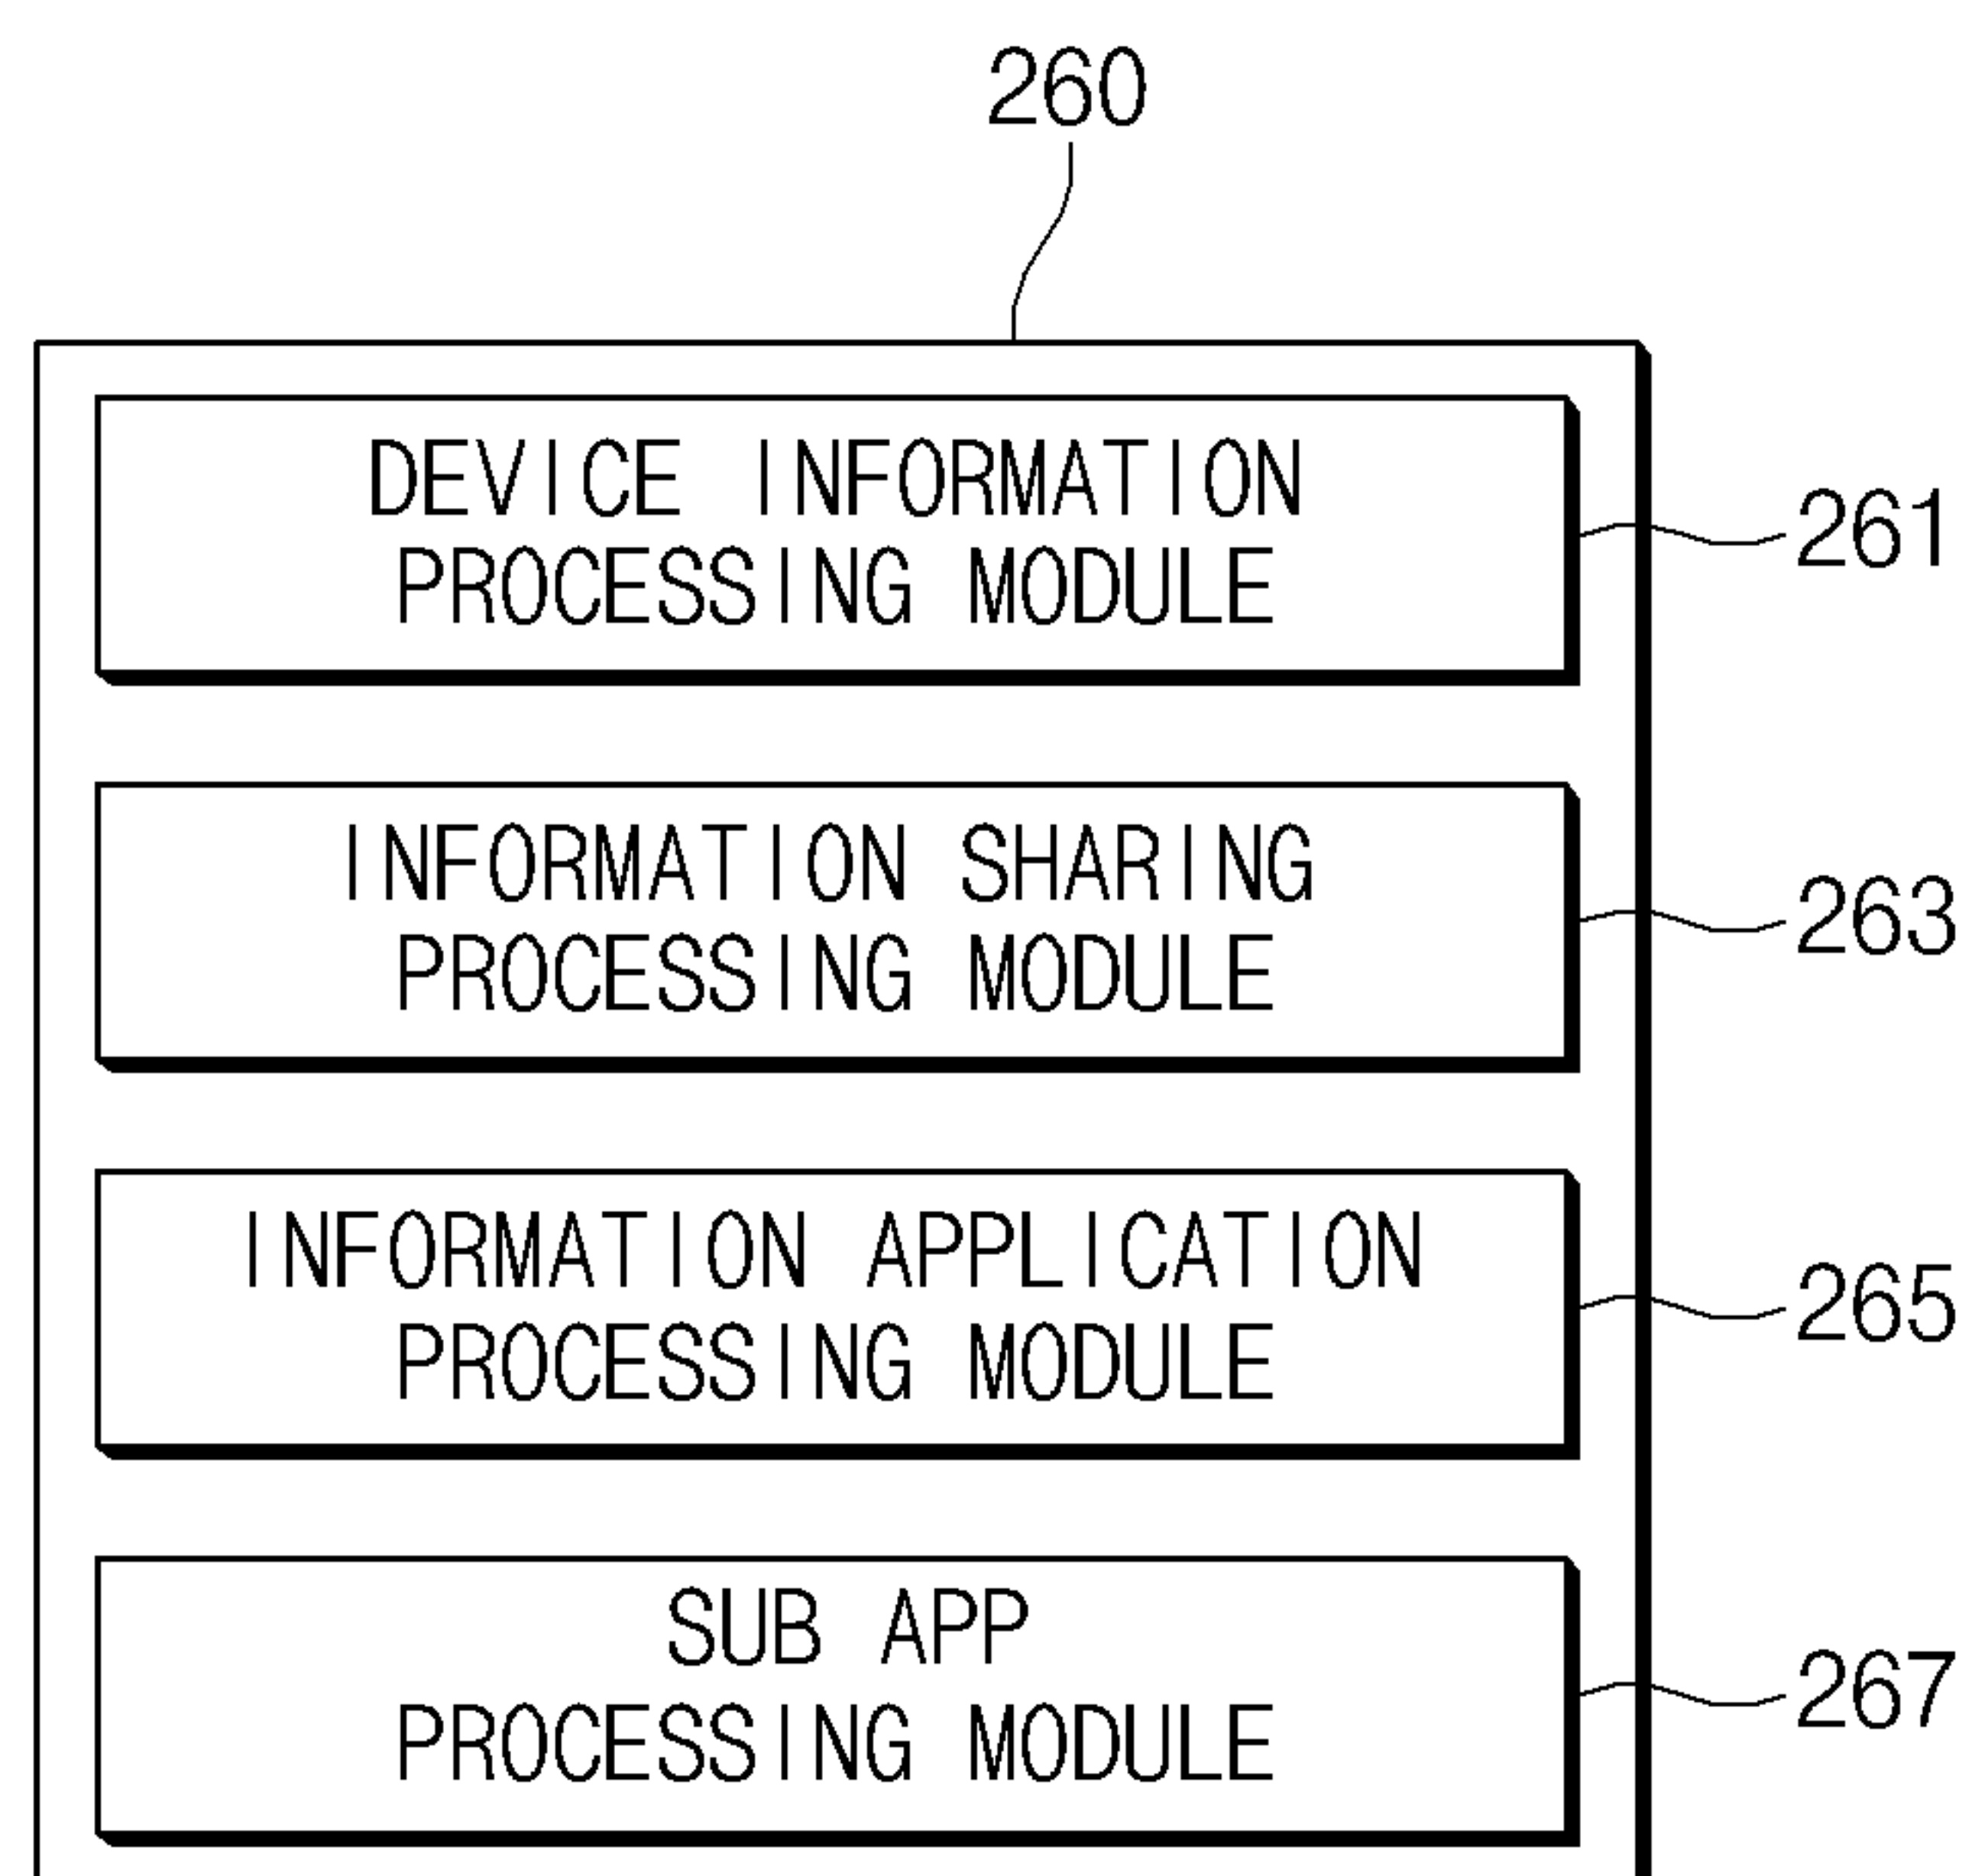 260
DEVICE INFORMATION
PROCESSING MODULE
261
INFORMATION SHARING
PROCESSING MODULE
263
INFORMATION APPLICATION
PROCESSING MODULE
265
SUB APP
PROCESSING MODULE
267